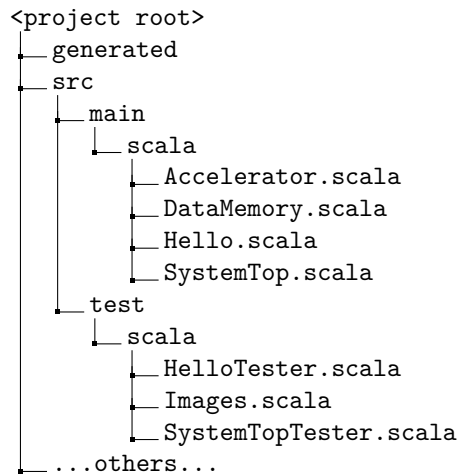 <project root>
generated
src
main
scala
Accelerator.scala
DataMemory.scala
Hello.scala
SystemTop.scala
test
scala
HelloTester.scala
Images.scala
SystemTopTester.scala
...others...